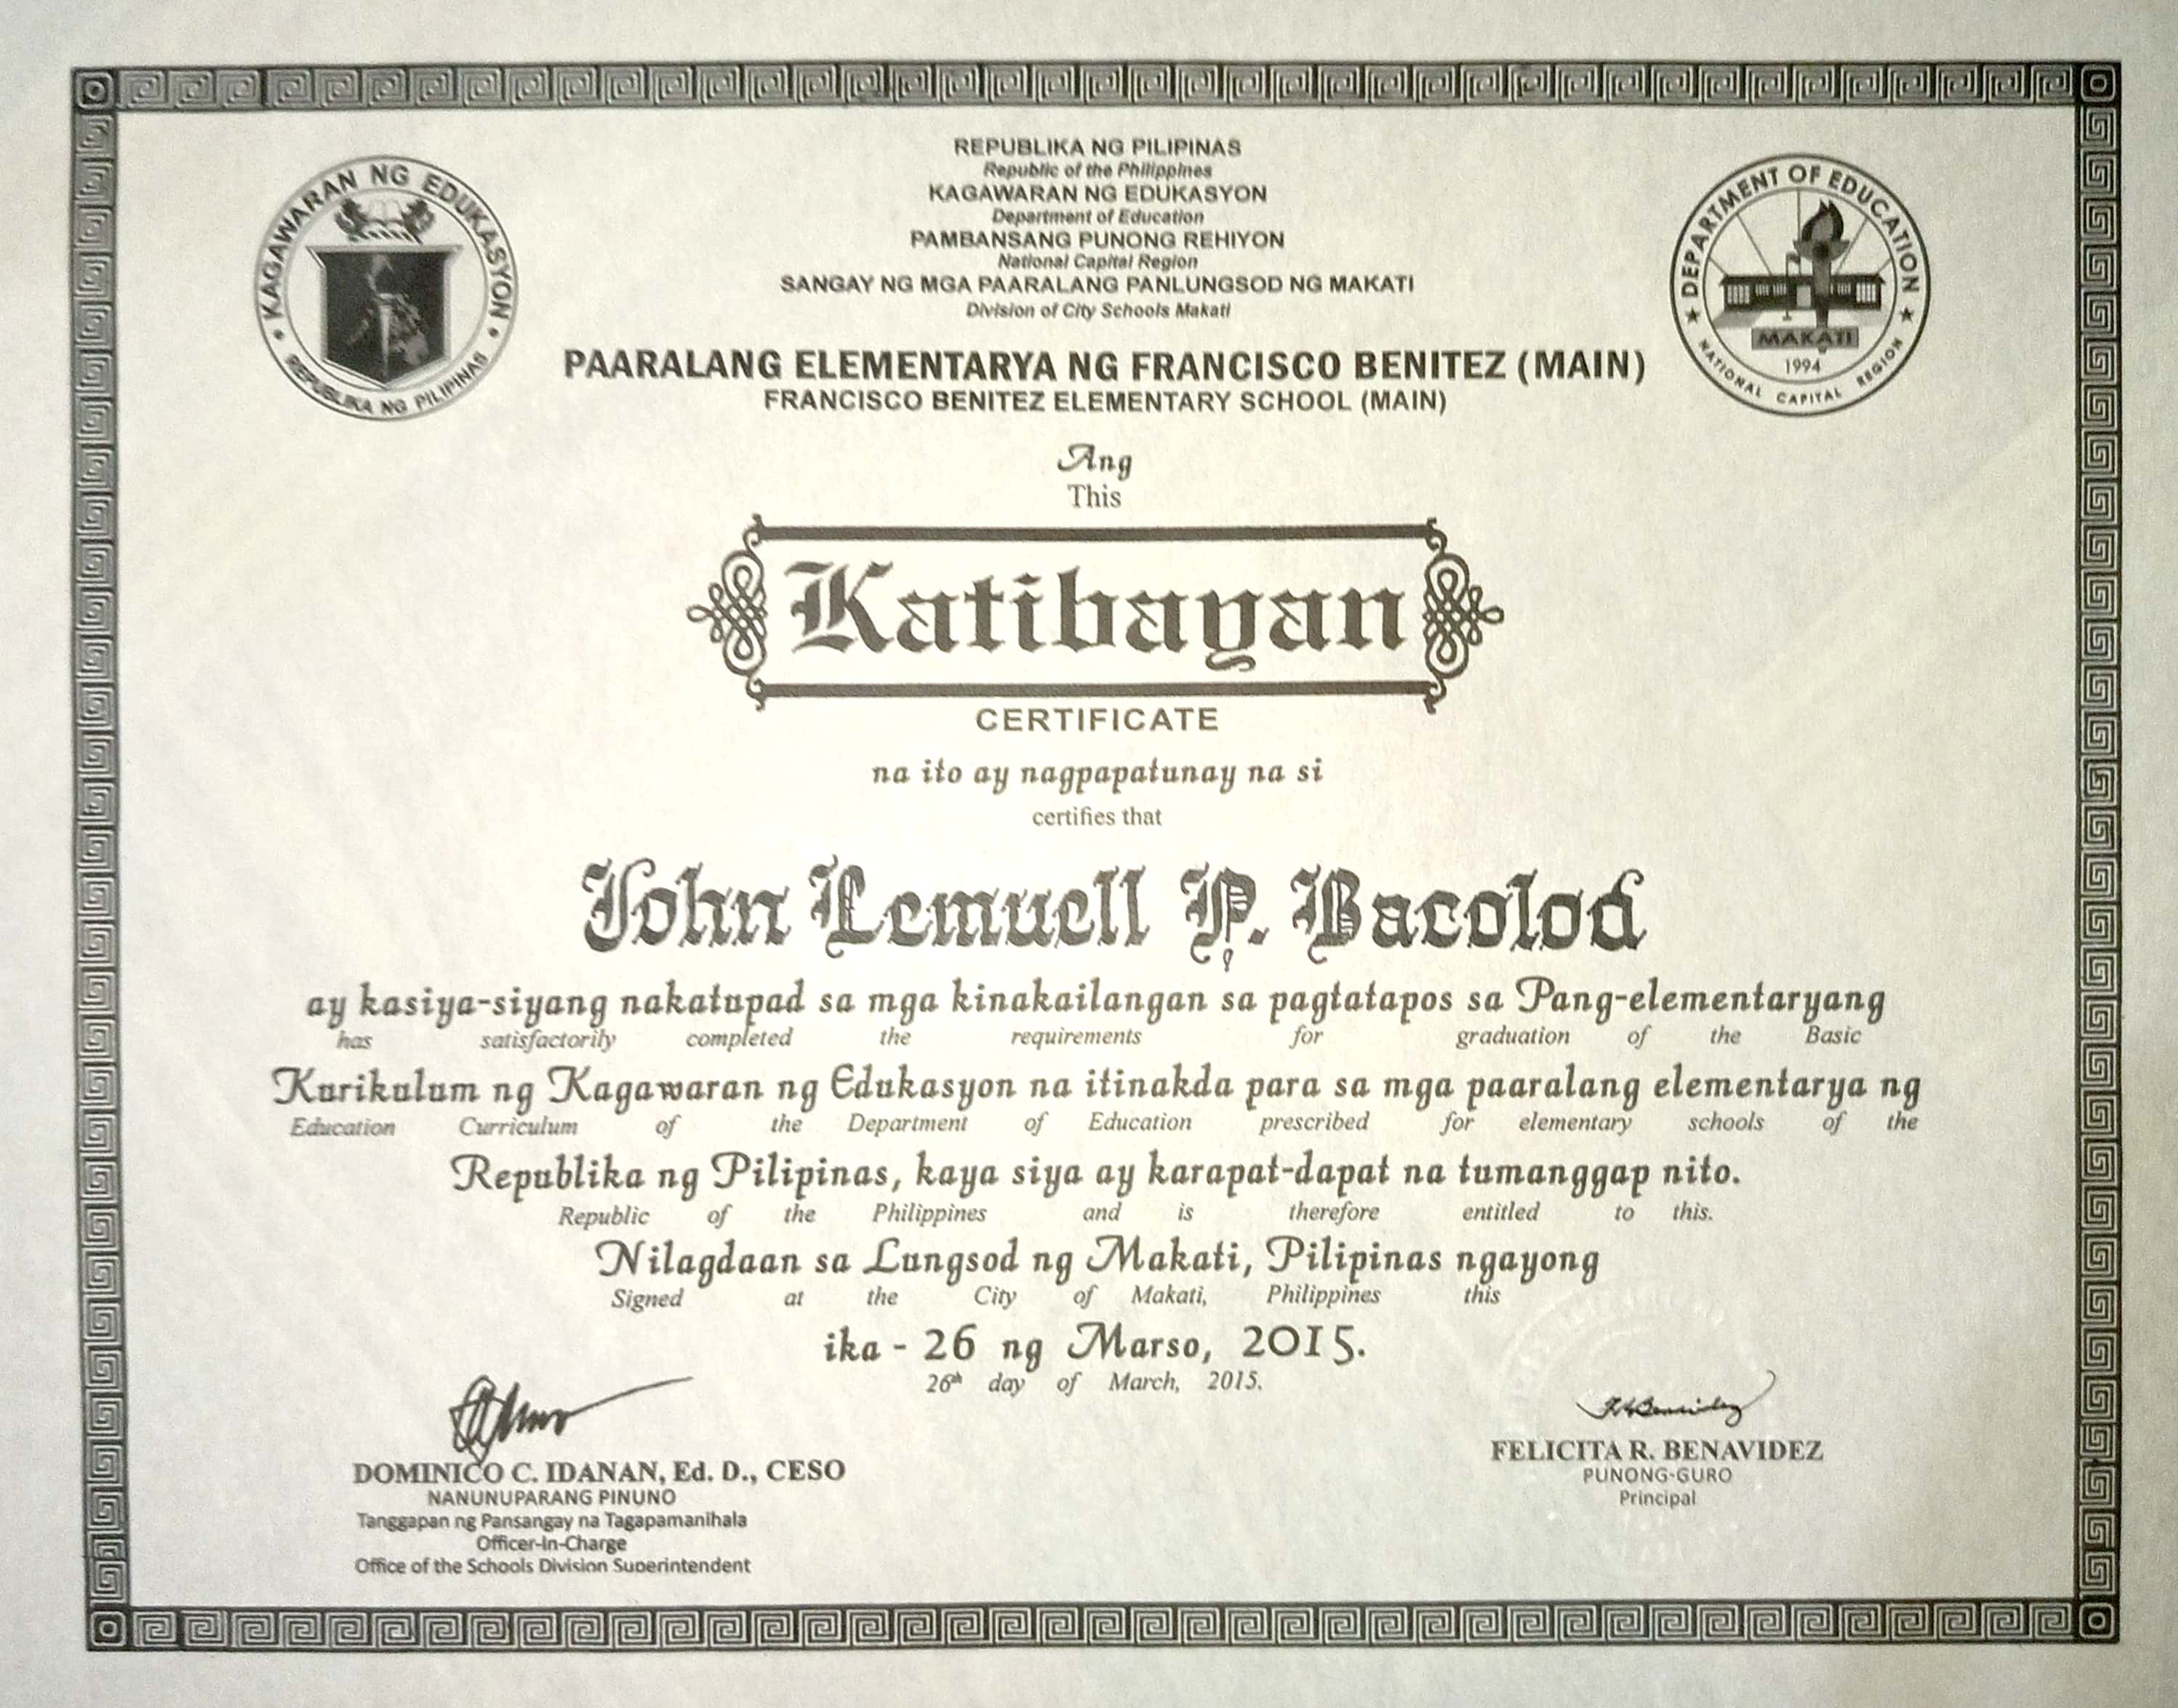 KAGAWARAN NG EDUKASYON
REPUBLIKA NG PILIPINAS
REPUBLIKA NG PILIPINAS
Republic of the Philippines
KAGAWARAN NG EDUKASYON
Department of Education
PAMBANSANG PUNONG REHIYON
National Capital Region
SANGAY NG MGA PAARALANG PANLUNGSOD NG MAKATI
Division of City Schools Makati
DEPARTMENT OF EDUCATION
MAKATI
1994
NATIONAL CAPITAL REGION
PAARALANG ELEMENTARYA NG FRANCISCO BENITEZ (MAIN)
FRANCISCO BENITEZ ELEMENTARY SCHOOL (MAIN)
Ang
This
Katibayan
CERTIFICATE
na ito ay nagpapatunay na si
certifies that
John Lemuell P. Bacolod
ay kasiya-siyang nakatupad sa mga kinakailangan sa pagtatapos sa Pang-elementaryang
has satisfactorily completed the requirements for graduation of the Basic
Kurikulum ng Kagawaran ng Edukasyon na itinakda para sa mga paaralang elementarya ng
Education Curriculum of the Department of Education prescribed for elementary schools of the
Republika ng Pilipinas, kaya siya ay karapat-dapat na tumanggap nito.
Republic of the Philippines and is therefore entitled to this.
Nilagdaan sa Lungsod ng Makati, Pilipinas ngayong
Signed at the City of Makati, Philippines this
ika - 26 ng Marso, 2015.
26th day of March, 2015.
DOMINICO C. IDANAN, Ed. D., CESO
NANUNUPARANG PINUNO
Tanggapan ng Pansangay na Tagapamanihala
Officer-In-Charge
Office of the Schools Division Superintendent
FELICITA R. BENAVIDEZ
PUNONG-GURO
Principal